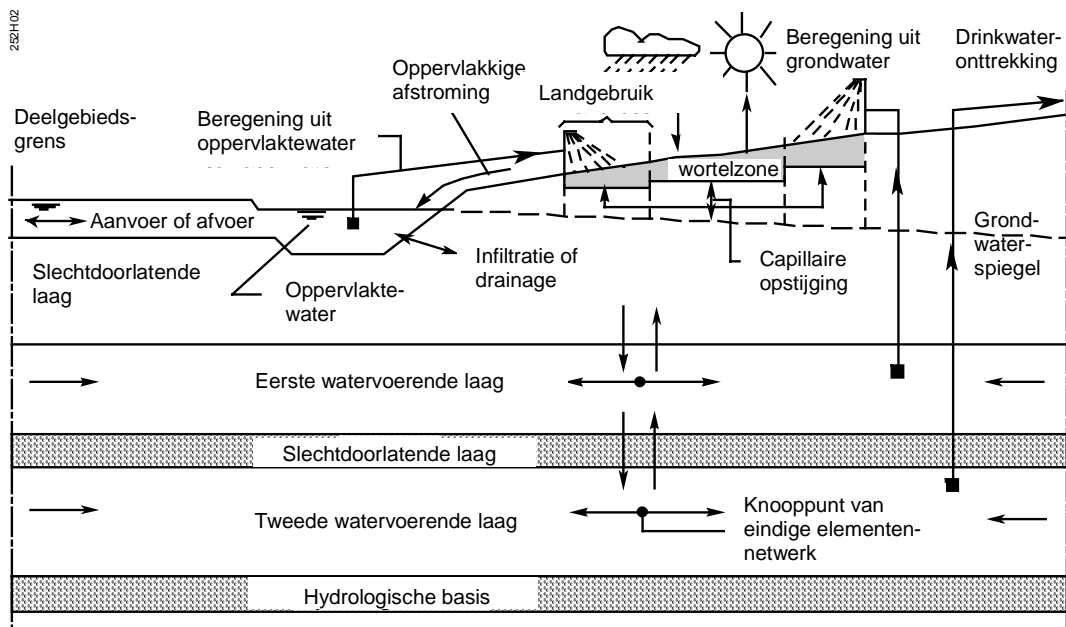 252H02
Deelgebieds-
grens
Beregening uit
oppervlaktewater
Oppervlakkige
afstroming
Landgebruik
Beregening uit
grondwater
Drinkwater-
onttrekking
wortelzone
Aanvoer of afvoer
Slechtdoorlatende
laag
Oppervlakte-
water
Infiltratie of
drainage
Capillaire
opstijging
Grond-
water-
spiegel
Eerste watervoerende laag
Slechtdoorlatende laag
Tweede watervoerende laag
Knooppunt van
eindige elementen-
netwerk
Hydrologische basis